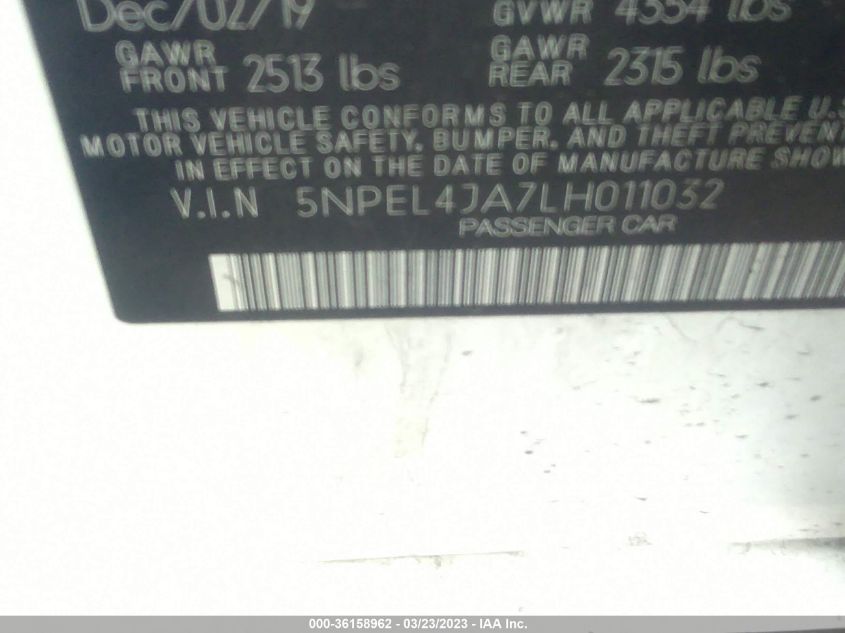 Dec/02/19 GVWR 4354 lbs
GAWR FRONT 2513 lbs GAWR REAR 2315 lbs
THIS VEHICLE CONFORMS TO ALL APPLICABLE U.S
MOTOR VEHICLE SAFETY, BUMPER, AND THEFT PREVENT
IN EFFECT ON THE DATE OF MANUFACTURE SHOW
V.I.N 5NPEL4JA7LH011032
PASSENGER CAR
000-36158962 - 03/23/2023 - IAA Inc.